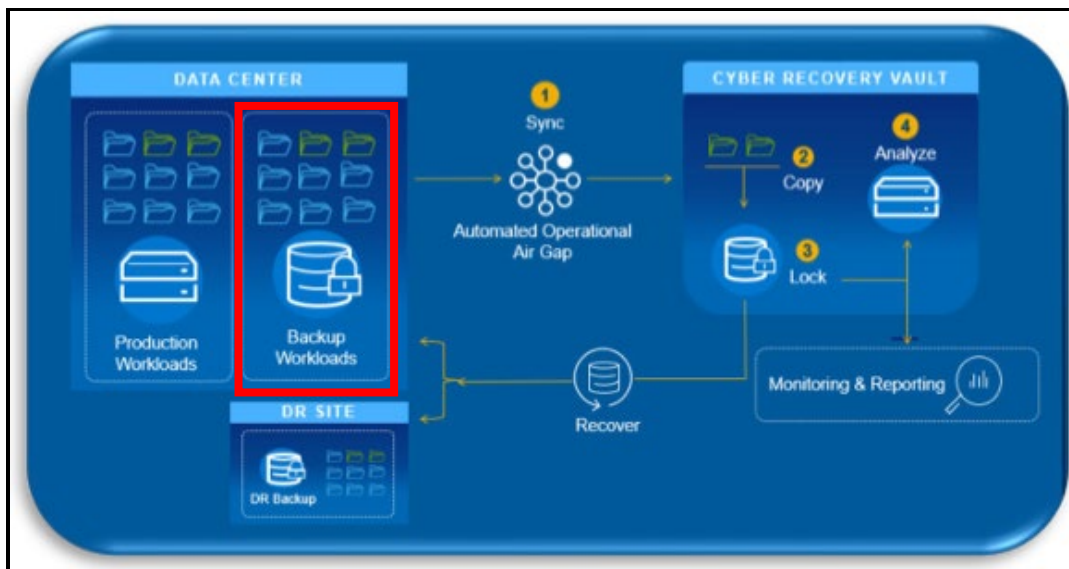 DATA CENTER
Production
Workloads
Backup
Workloads
DR SITE
DR Backup
1
Sync
Automated Operational
Air Gap
CYBER RECOVERY VAULT
2
Copy
3
Lock
4
Analyze
Monitoring & Reporting
Recover